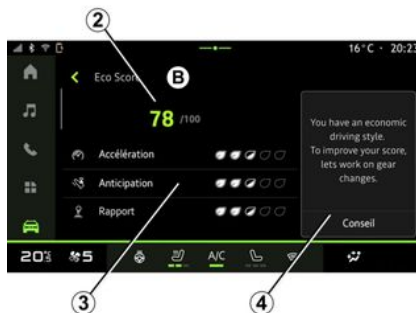 2
16°C · 20:23
Eco Score
B
78 /100
Accélération
Anticipation
Rapport
You have an economic
driving style.
To improve your score,
lets work on gear
changes.
Conseil
20
5
A/C
3
4